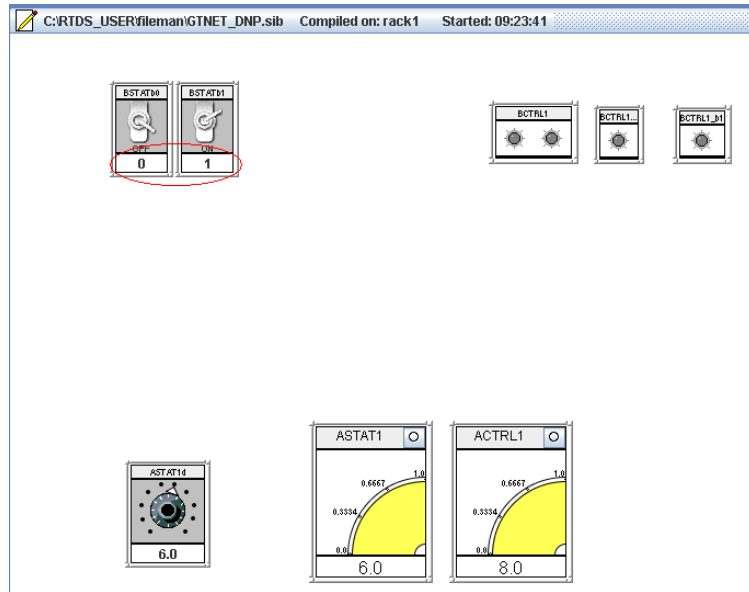 C:\RTDS_USER\fileman\GTNET_DNP.sib Compiled on: rack1 Started: 09:23:41
BSTATb0 BSTATb1
OFF ON
0 1
BCTRL1 BCTRL1... BCTRL1_b1
ASTAT1 ACTRL1
1.0 1.0
0.6667 0.6667
0.3334 0.3334
0.0 0.0
6.0 8.0
ASTAT1d
6.0